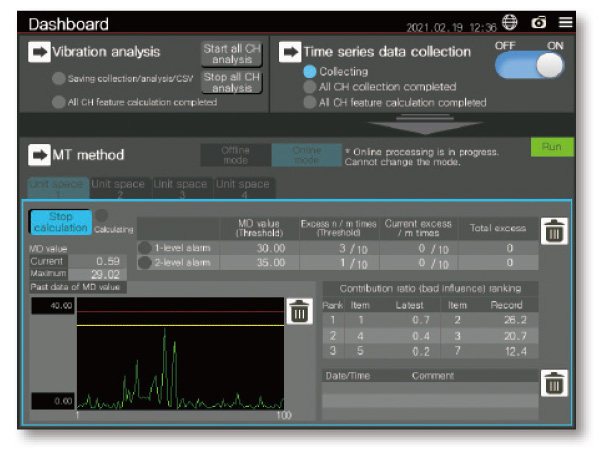 Dashboard
2021.02.19 12:36
Vibration analysis
Start all CH
analysis
Saving collection/analysis/CSV
Stop all CH
analysis
All CH feature calculation completed
Time series data collection
OFF
ON
Collecting
All CH collection completed
All CH feature calculation completed
MT method
Offline
mode
Online
mode
* Online processing is in progress.
Cannot change the mode.
Run
Unit space
1
Unit space
2
Unit space
3
Unit space
4
Stop
calculation
Calculating
MD value
(Threshold)
Excess n / m times
(Threshold)
Current excess
/ m times
Total excess
1-level alarm 30.00 3 / 10 0 / 10 0
2-level alarm 35.00 1 / 10 0 / 10 0
MD value
Current 0.59
Maximum 29.02
Past data of MD value
40.00
0.00
1
100
Contribution ratio (bad influence) ranking
Rank Item Latest Item Record
1 1 0.7 2 26.2
2 4 0.4 3 20.7
3 5 0.2 7 12.4
Date/Time Comment